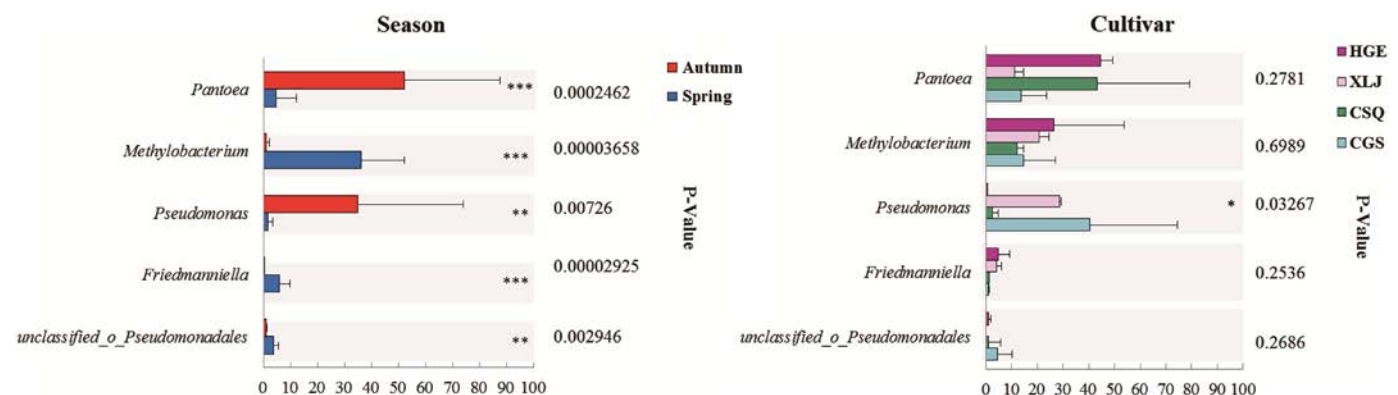 Season
Pantoea
***
0.0002462
Methylobacterium
***
0.00003658
Pseudomonas
**
0.00726
Friedmanniella
***
0.00002925
unclassified_o_Pseudomonadales
**
0.002946
0 10 20 30 40 50 60 70 80 90 100
Autumn
Spring
P-Value
Cultivar
Pantoea
0.2781
Methylobacterium
0.6989
Pseudomonas
*
0.03267
Friedmanniella
0.2536
unclassified_o_Pseudomonadales
0.2686
0 10 20 30 40 50 60 70 80 90 100
HGE
XLJ
CSQ
CGS
P-Value